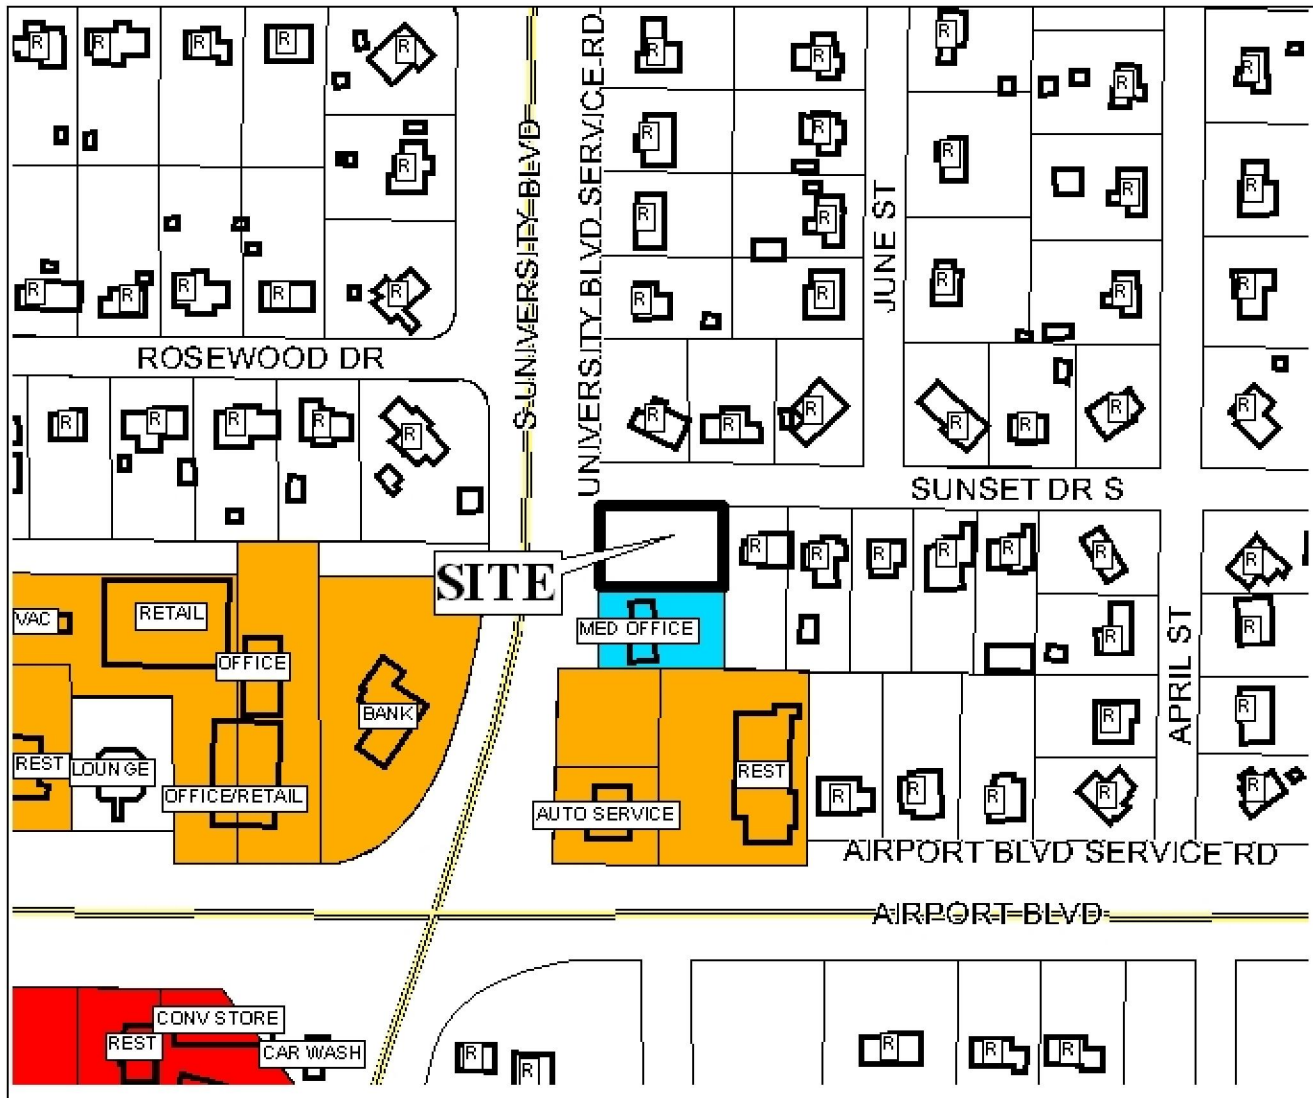 R R R R R R R R R R
R R R R R R
R R R R
R R R R R R R R R R
ROSEWOOD DR
S UNIVERSITY BLVD
UNIVERSITY BLVD SERVICE RD
JUNE ST
R R R R R R R R R R R R
SUNSET DR S
SITE
R R R R R R R
VAC
RETAIL
MED OFFICE
R R
OFFICE
APRIL ST
BANK
R R
REST
LOUNGE
REST
OFFICE/RETAIL
AUTO SERVICE
R R R R R
AIRPORT BLVD SERVICE RD
AIRPORT BLVD
CONV STORE
REST
CAR WASH
R R R R R